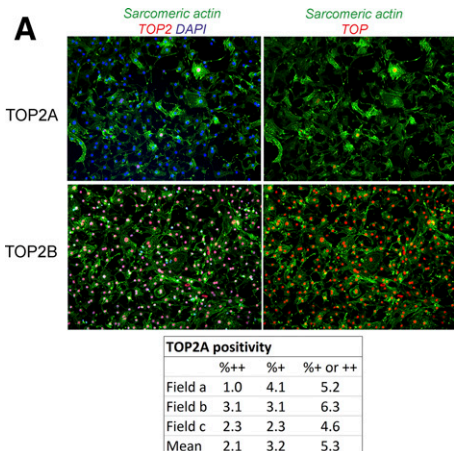 A
Sarcomeric actin Sarcomeric actin
TOP2 DAPI TOP
TOP2A
TOP2B
TOP2A positivity
%++ %+ %+ or ++
Field a 1.0 4.1 5.2
Field b 3.1 3.1 6.3
Field c 2.3 2.3 4.6
Mean 2.1 3.2 5.3